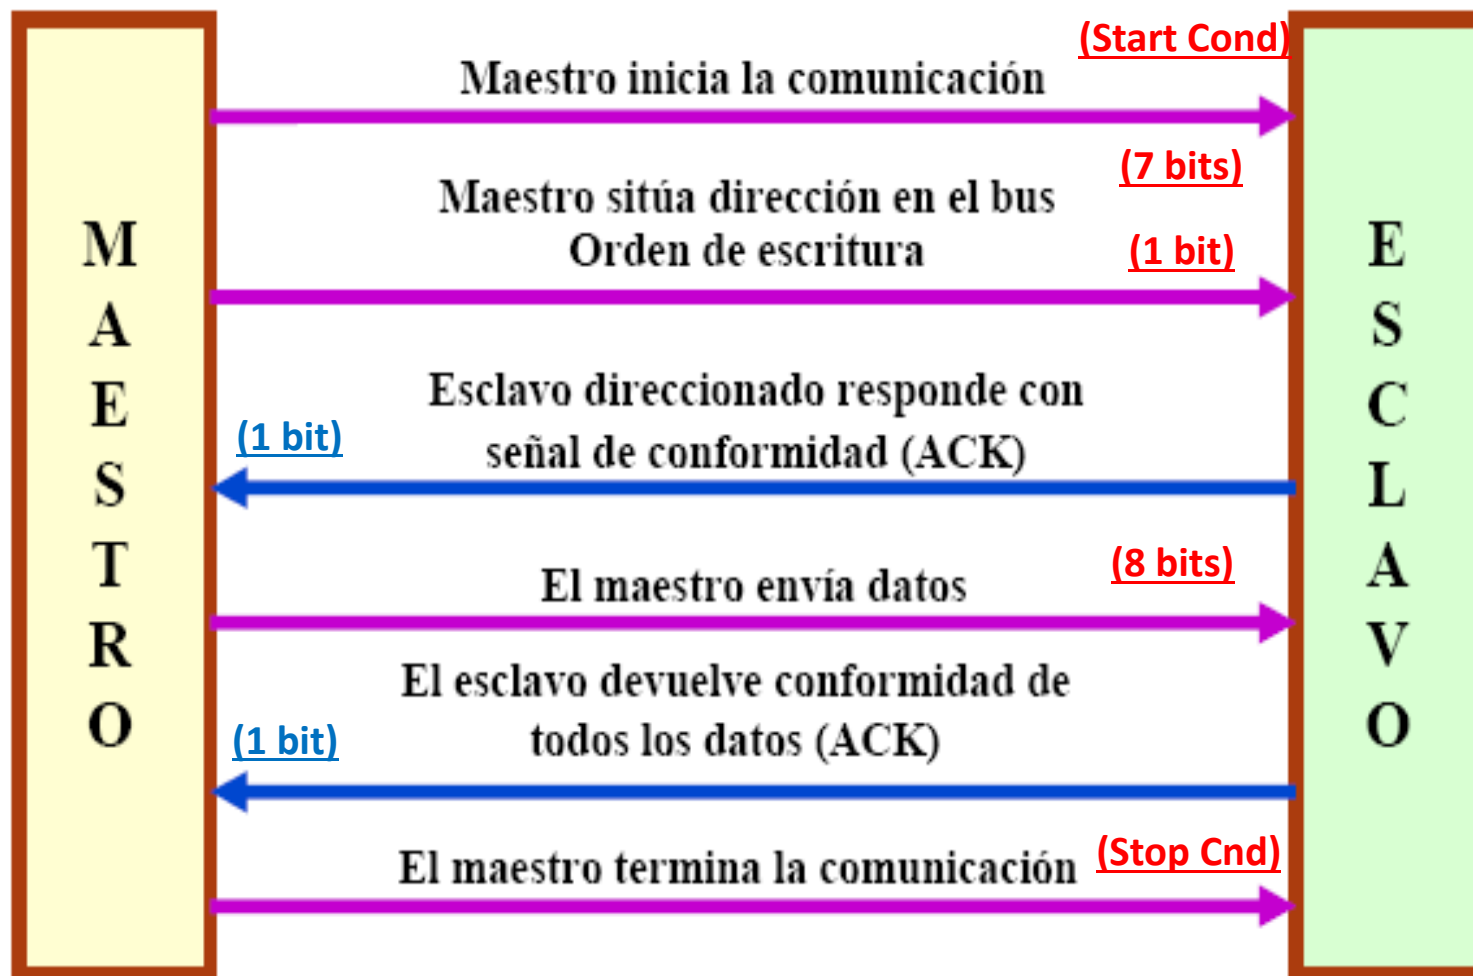 MAESTRO
(Start Cond)
Maestro inicia la comunicación
(7 bits)
Maestro sitúa dirección en el bus
Orden de escritura
(1 bit)
Esclavo direccionado responde con
(1 bit)
señal de conformidad (ACK)
(8 bits)
El maestro envía datos
El esclavo devuelve conformidad de
(1 bit)
todos los datos (ACK)
El maestro termina la comunicación
(Stop Cnd)
ESCLAVO